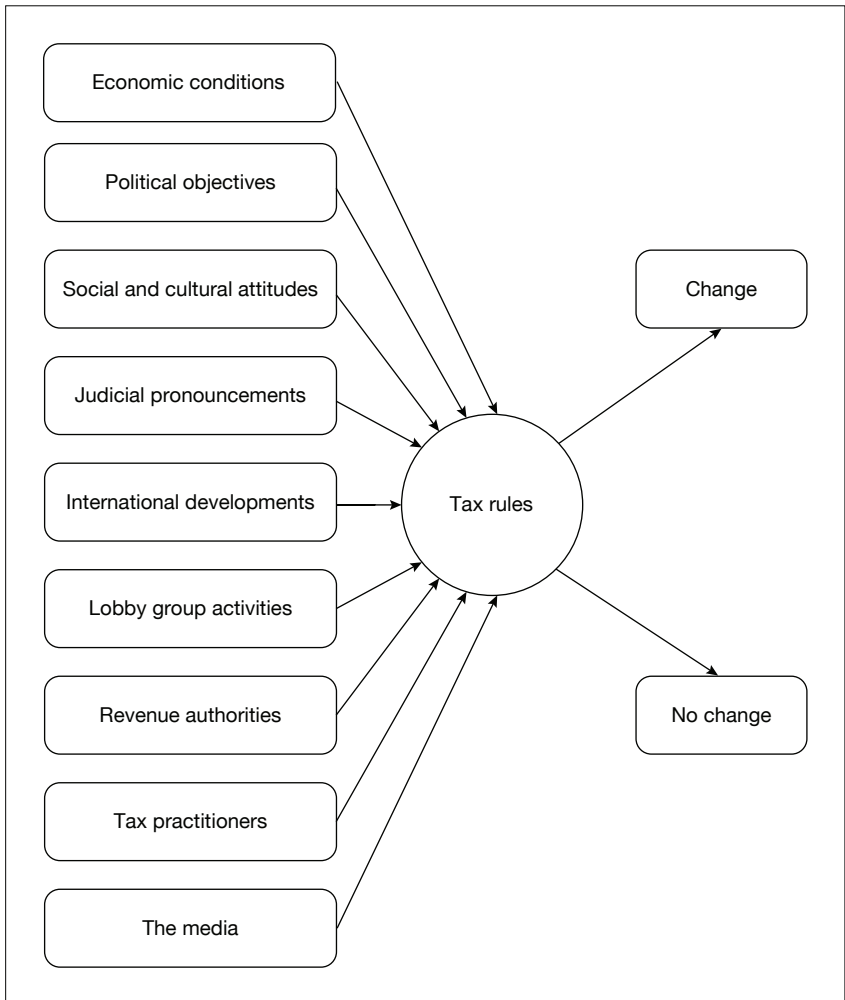 Economic conditions
Political objectives
Social and cultural attitudes
Judicial pronouncements
International developments
Lobby group activities
Revenue authorities
Tax practitioners
The media
Tax rules
Change
No change